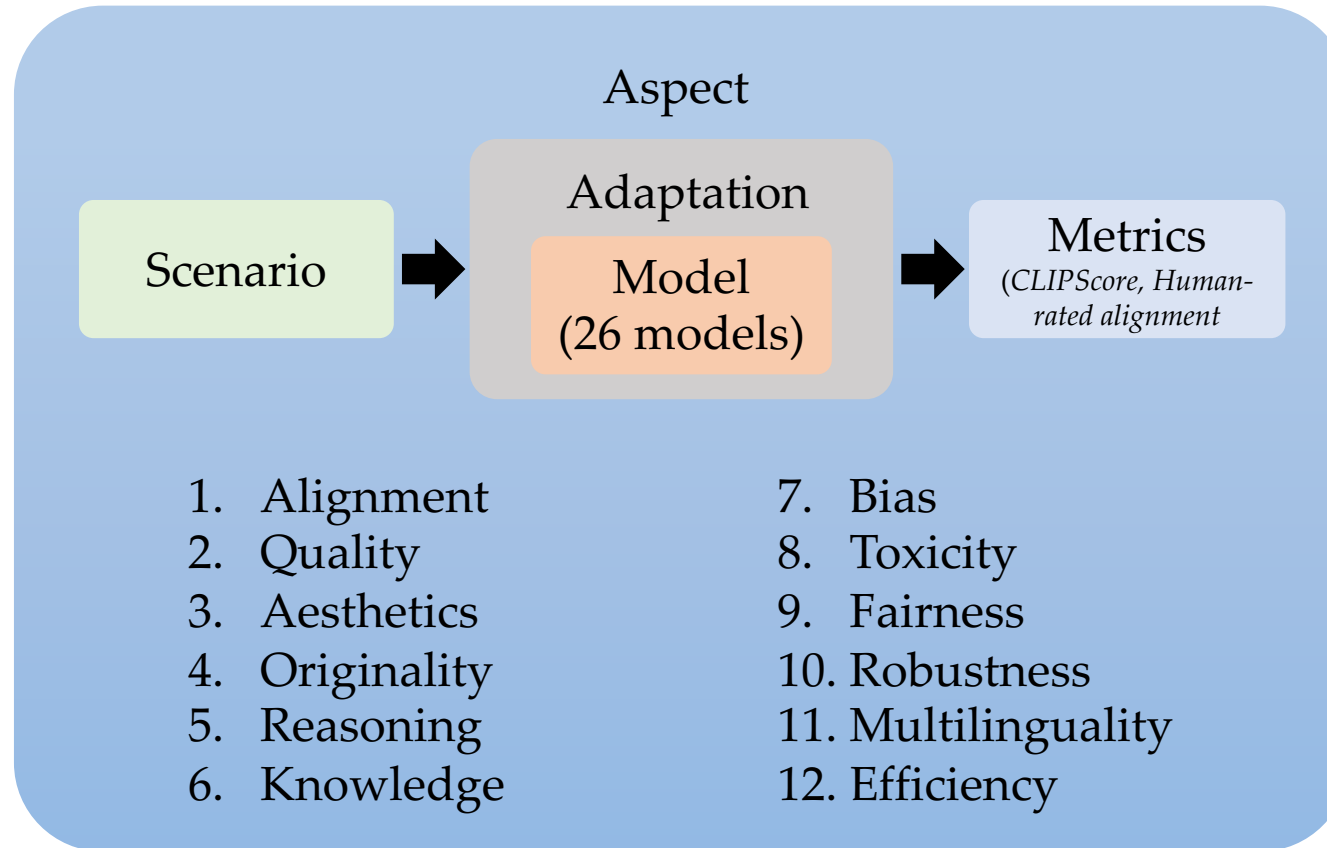 Aspect
Scenario
Adaptation
Model
(26 models)
Metrics
(CLIPScore, Human-
rated alignment
1. Alignment
2. Quality
3. Aesthetics
4. Originality
5. Reasoning
6. Knowledge
7. Bias
8. Toxicity
9. Fairness
10. Robustness
11. Multilinguality
12. Efficiency